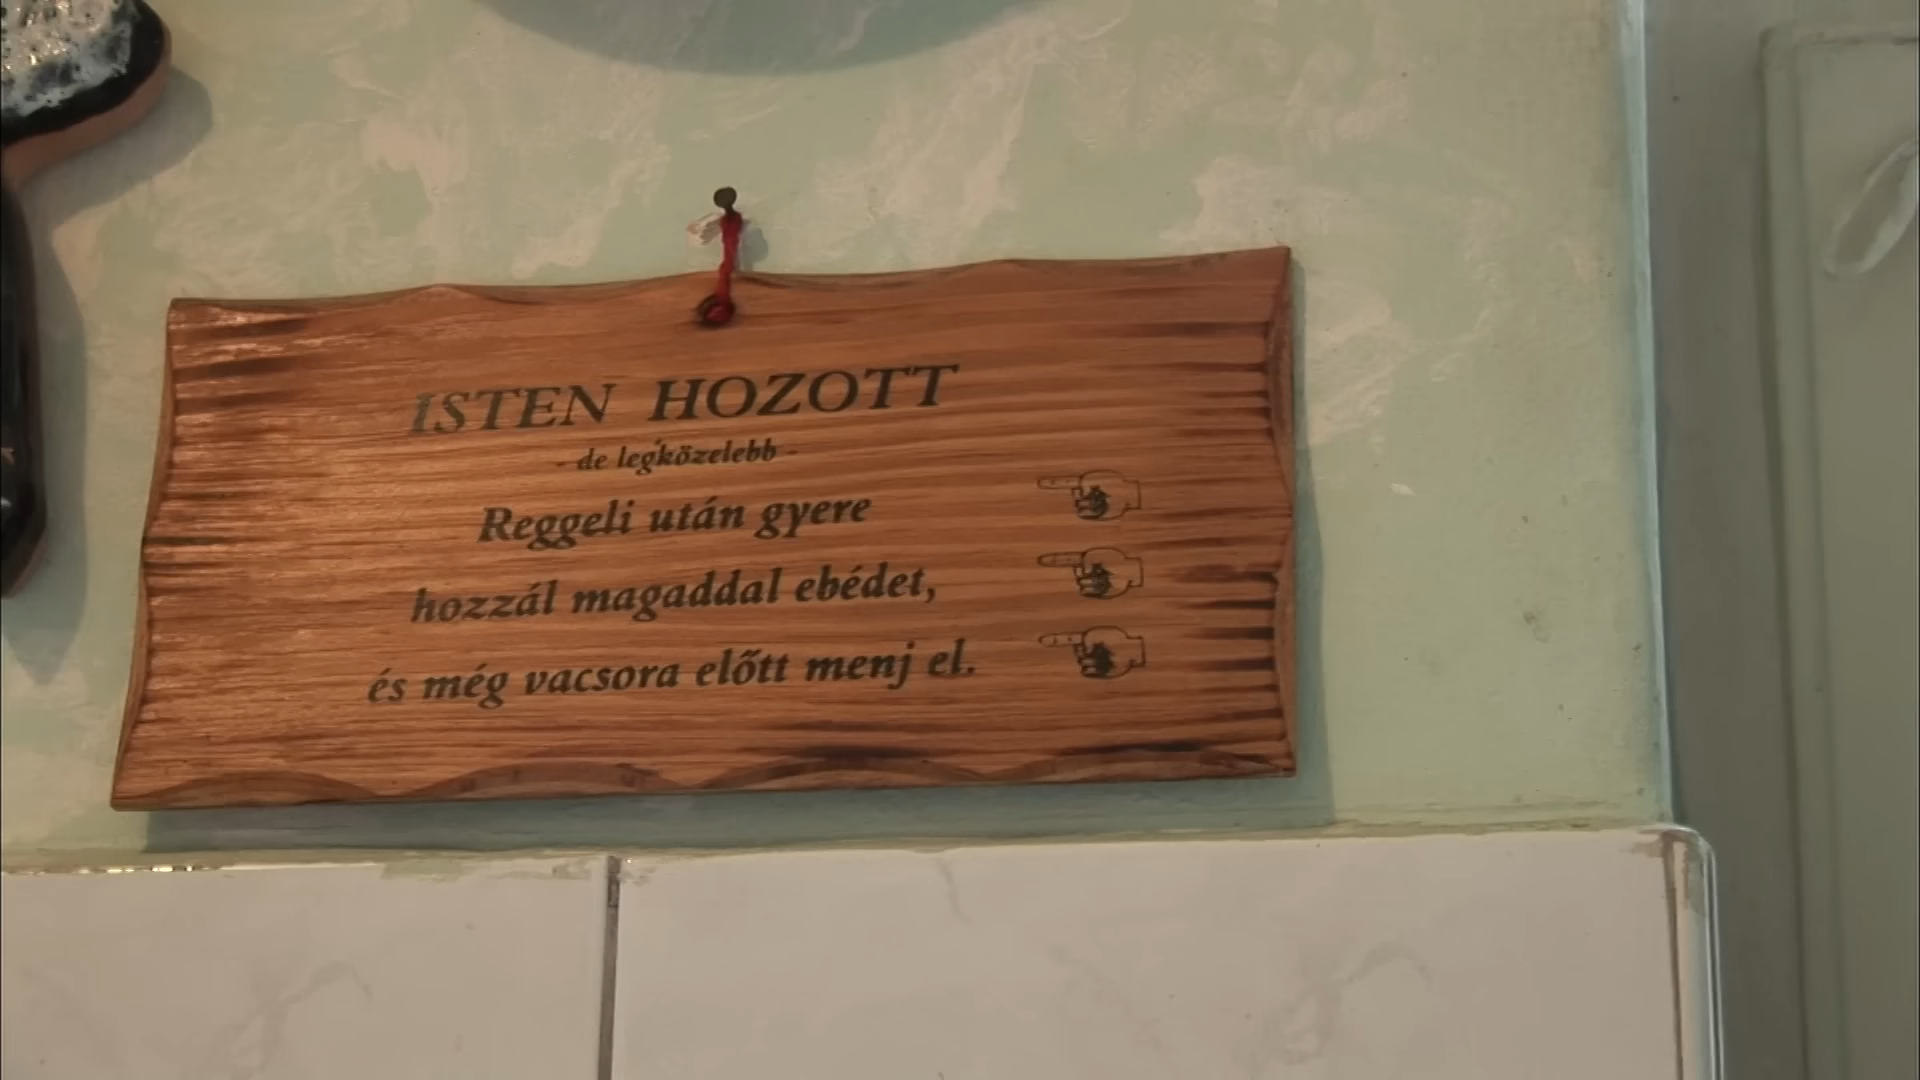 ISTEN HOZOTT
- de legközelebb -
Reggeli után gyere
hozzál magaddal ebédet,
és még vacsora előtt menj el.